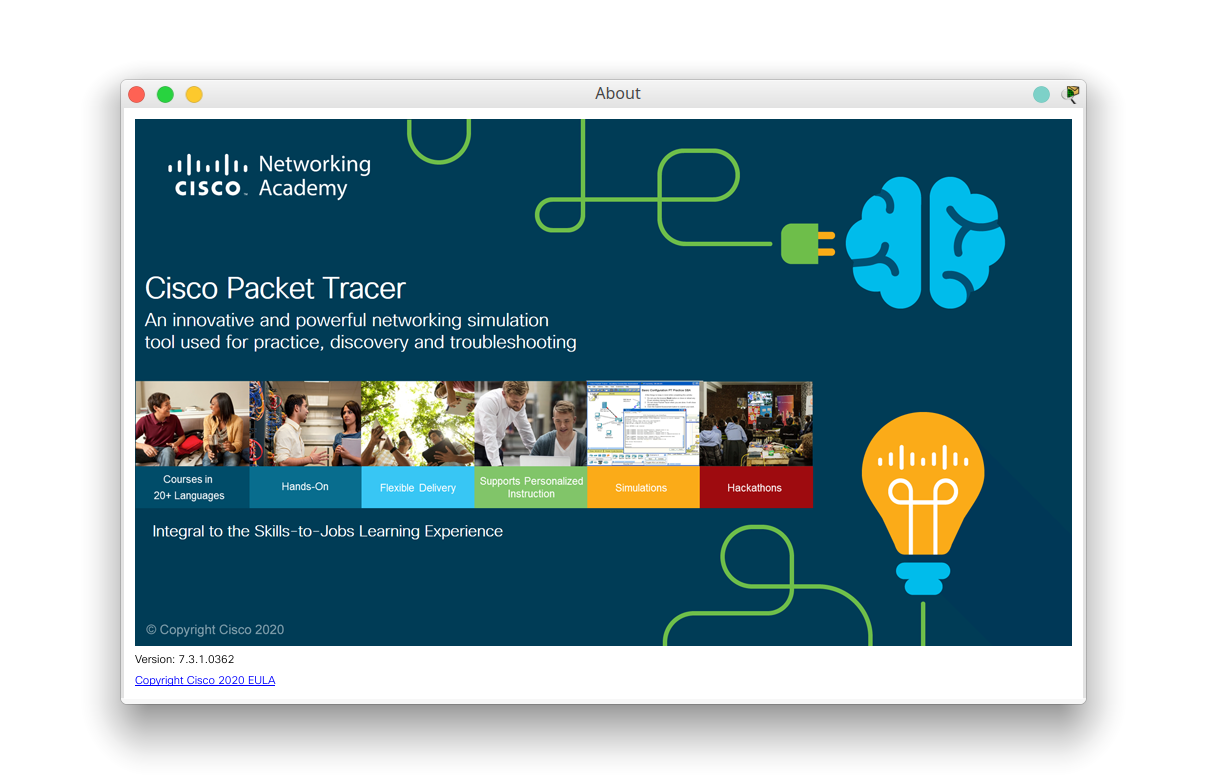 About
Networking
CISCO Academy
Cisco Packet Tracer
An innovative and powerful networking simulation
tool used for practice, discovery and troubleshooting
Courses in
20+ Languages
Hands-On
Flexible Delivery
Supports Personalized
Instruction
Simulations
Hackathons
Integral to the Skills-to-Jobs Learning Experience
© Copyright Cisco 2020
Version: 7.3.1.0362
Copyright Cisco 2020 EULA